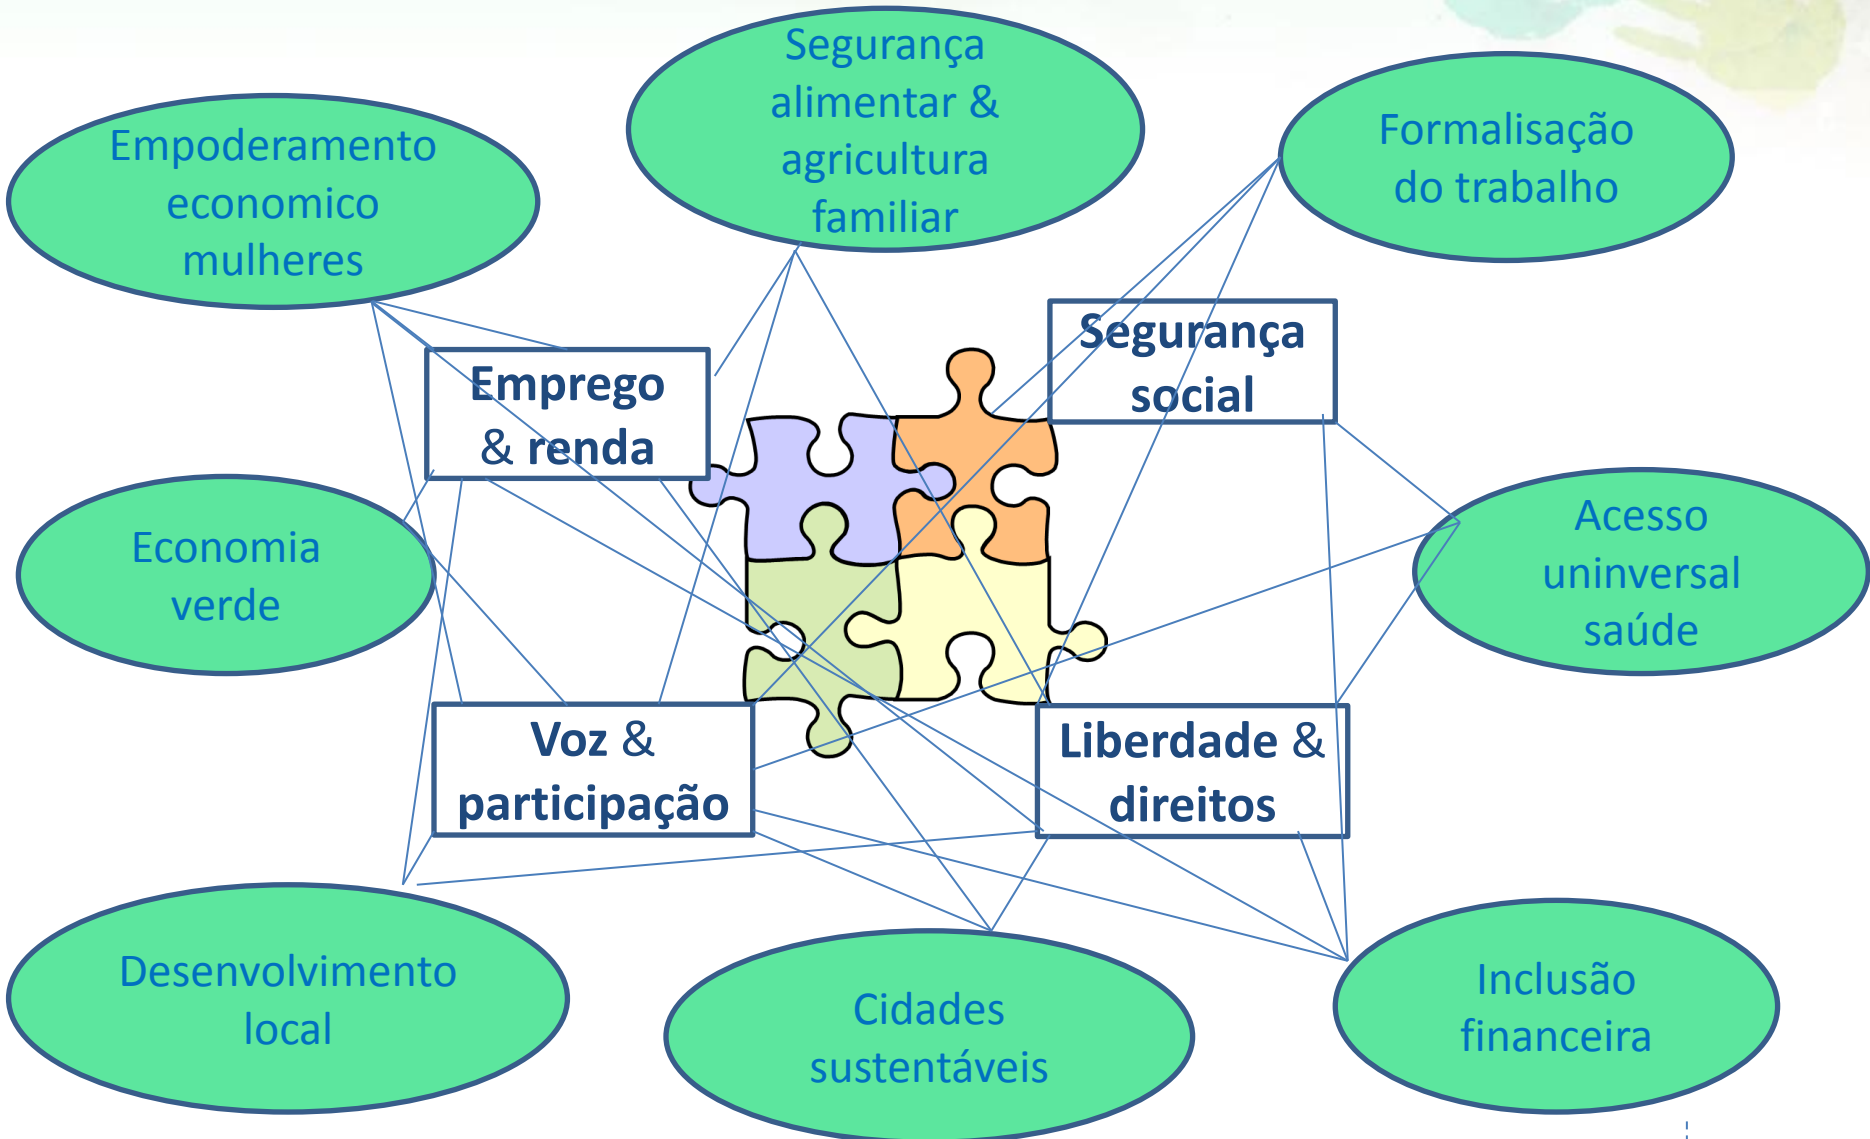 Segurança
alimentar &
agricultura
familiar
Empoderamento
economico
mulheres
Formalisação
do trabalho
Segurança
social
Emprego
& renda
Economia
verde
Acesso
uninversal
saúde
Voz &
participação
Liberdade &
direitos
Desenvolvimento
local
Cidades
sustentáveis
Inclusão
financeira